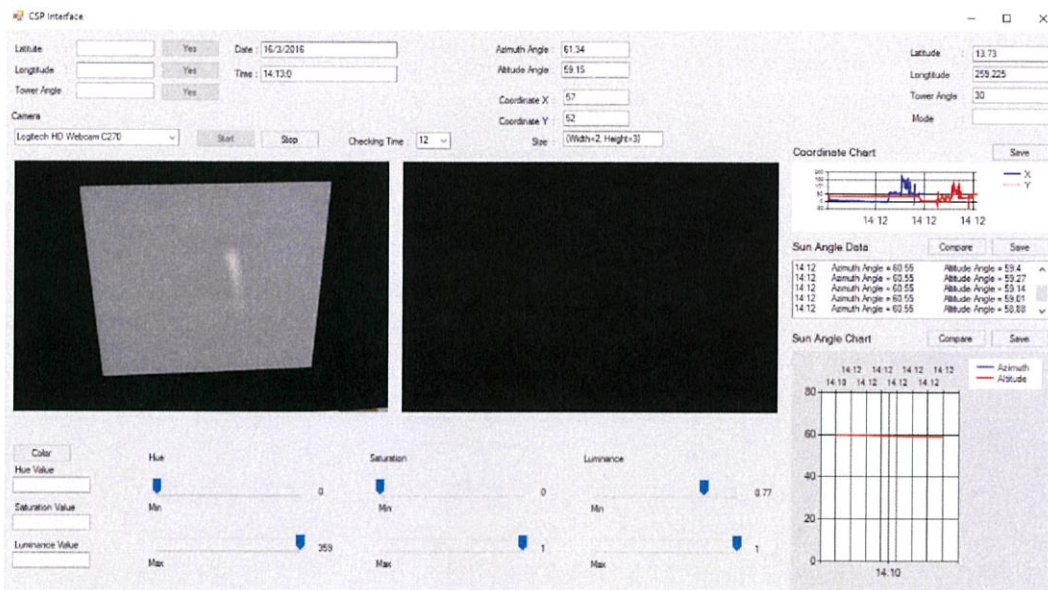 CSP Interface
Latitude : Yes Date : 16/3/2016 Azimuth Angle : 61.34 Latitude : 13.73
Longtitude : Yes Time : 14:13:0 Altitude Angle : 59.15 Longtitude : 259.225
Tower Angle : Yes Coordinate X : 57 Tower Angle : 30
Camera Coordinate Y : 52 Mode :
Logitech HD Webcam C270 Start Stop Checking Time : 12 Size : {Width=2, Height=3}
Coordinate Chart Save
X
Y
14 12 14 12 14 12
Sun Angle Data Compare Save
14:12 Azimuth Angle = 60.55 Altitude Angle = 59.4
14:12 Azimuth Angle = 60.55 Altitude Angle = 59.27
14:12 Azimuth Angle = 60.55 Altitude Angle = 59.14
14:12 Azimuth Angle = 60.55 Altitude Angle = 59.01
14:12 Azimuth Angle = 60.55 Altitude Angle = 58.88
Sun Angle Chart Compare Save
14 12 14 12 14 12 14 12
14 10 14 12 14 12 14 12
Azimuth
Altitude
80
60
40
20
0
14:10
Color
Hue Value
Saturation Value
Luminance Value
Hue Saturation Luminance
0 0 0.77
Min Min Min
359 1 1
Max Max Max